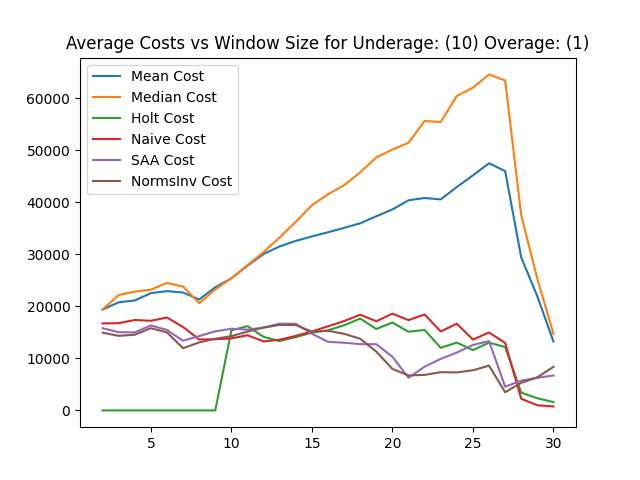 Average Costs vs Window Size for Underage: (10) Overage: (1)
Mean Cost
Median Cost
Holt Cost
Naive Cost
SAA Cost
NormsInv Cost
60000
50000
40000
30000
20000
10000
0
5 10 15 20 25 30